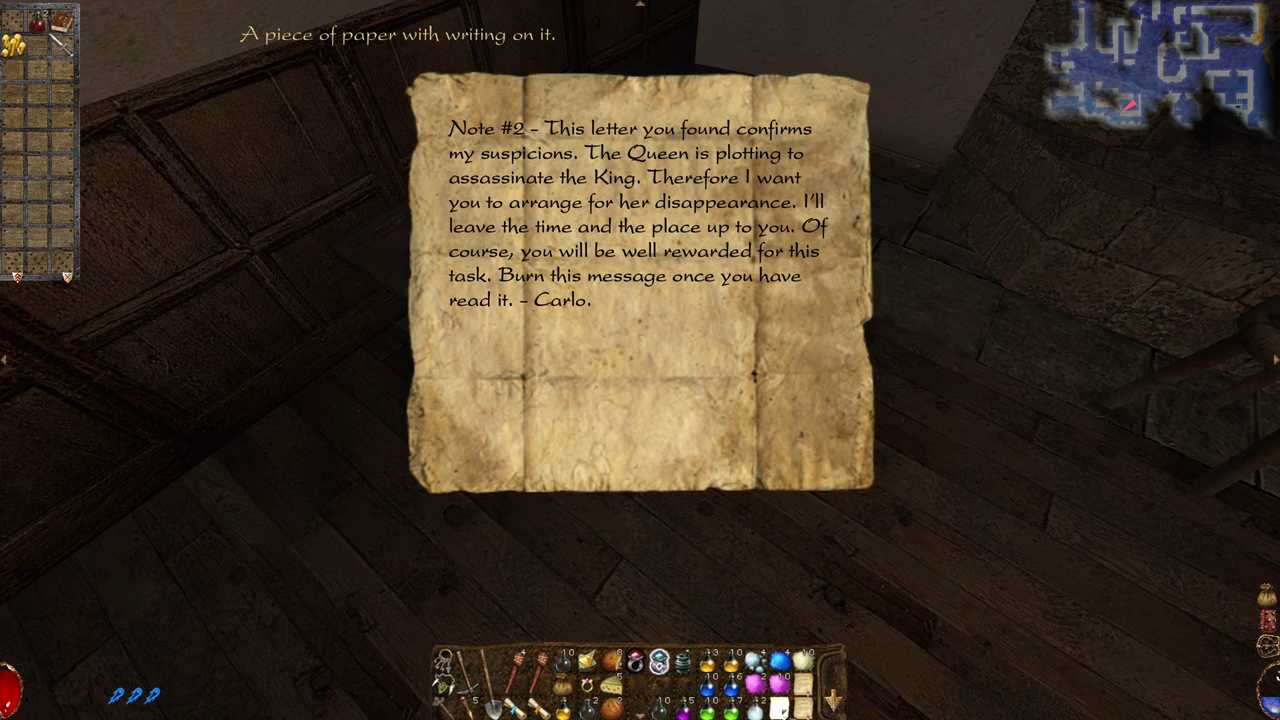 A piece of paper with writing on it.
Note #2 - This letter you found confirms
my suspicions. The Queen is plotting to
assassinate the King. Therefore I want
you to arrange for her disappearance. I'll
leave the time and the place up to you. Of
course, you will be well rewarded for this
task. Burn this message once you have
read it. - Carlo.